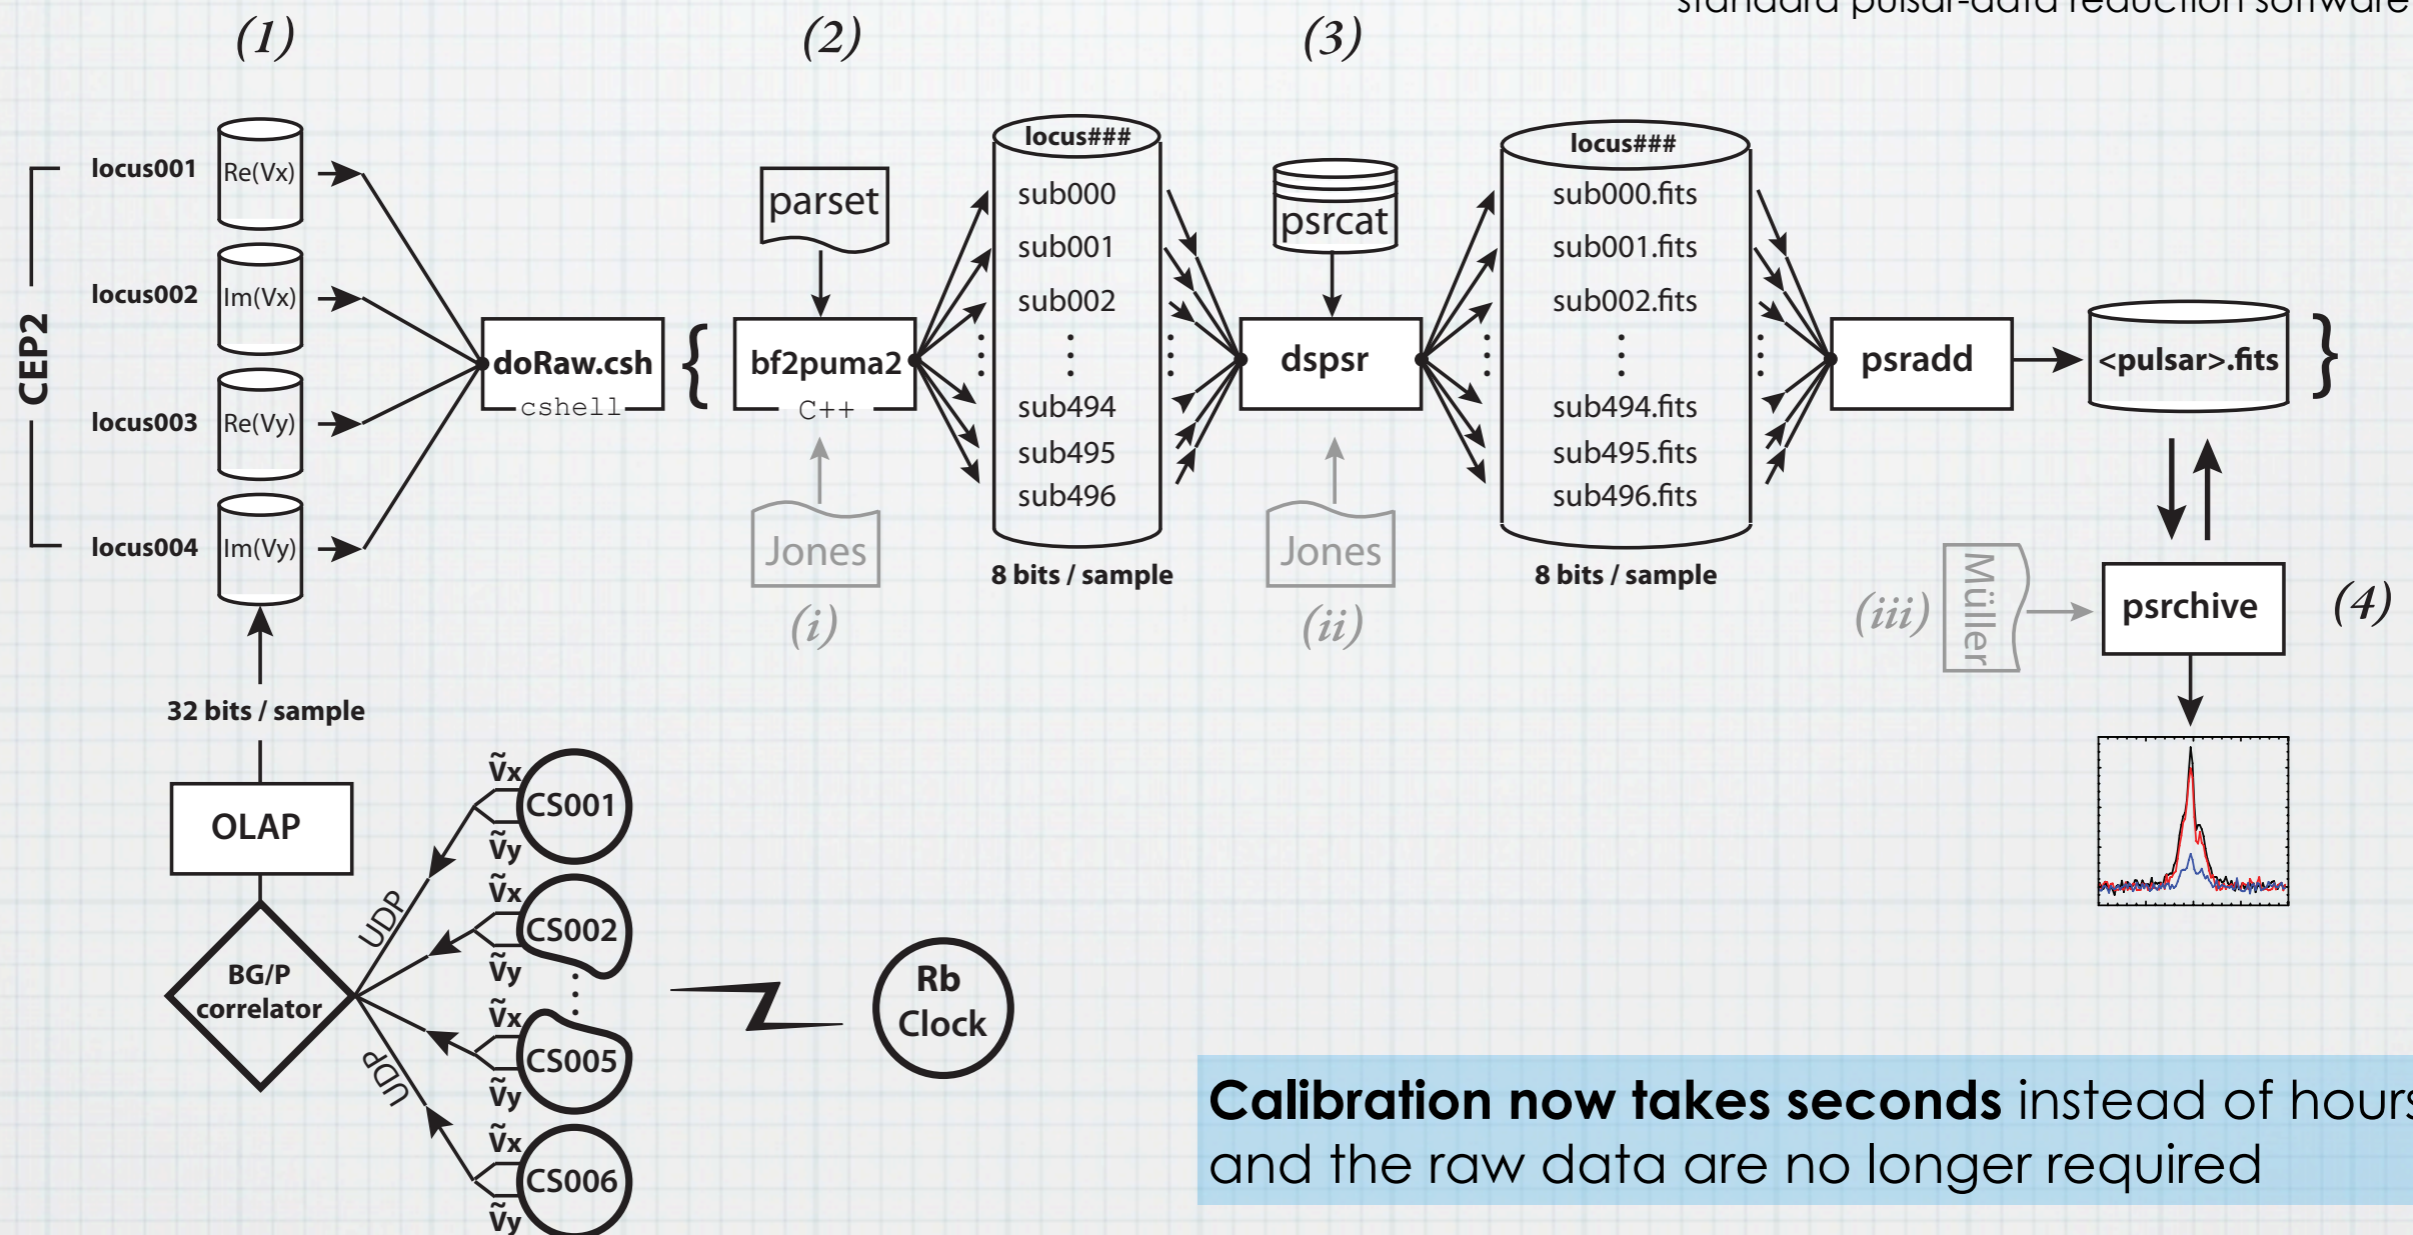 standard pulsar-data reduction software
(1)
(2)
(3)
CEP2
locus001
Re(Vx)
locus002
Im(Vx)
locus003
Re(Vy)
locus004
Im(Vy)
doRaw.csh
cshell
{
parset
bf2puma2
C++
Jones
(i)
locus###
sub000
sub001
sub002
⋮
sub494
sub495
sub496
8 bits / sample
psrcat
dspsr
Jones
(ii)
locus###
sub000.fits
sub001.fits
sub002.fits
⋮
sub494.fits
sub495.fits
sub496.fits
8 bits / sample
psradd
<pulsar>.fits
}
(iii)
Müller
psrchive
(4)
32 bits / sample
OLAP
BG/P
correlator
UDP
UDP
Ṽx
CS001
Ṽy
Ṽx
CS002
Ṽy
⋮
Ṽx
CS005
Ṽy
Ṽx
CS006
Ṽy
Rb
Clock
Calibration now takes seconds instead of hours
and the raw data are no longer required